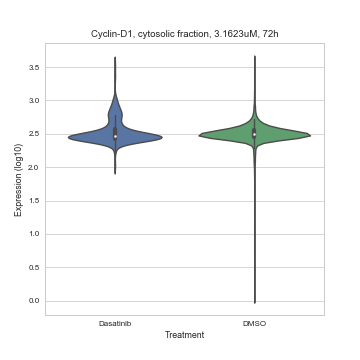 Cyclin-D1, cytosolic fraction, 3.1623uM, 72h
Expression (log10)
3.5
3.0
2.5
2.0
1.5
1.0
0.5
0.0
Dasatinib
DMSO
Treatment